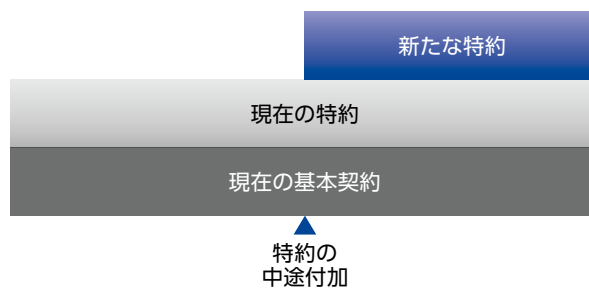 新たな特約
現在の特約
現在の基本契約
特約の
中途付加